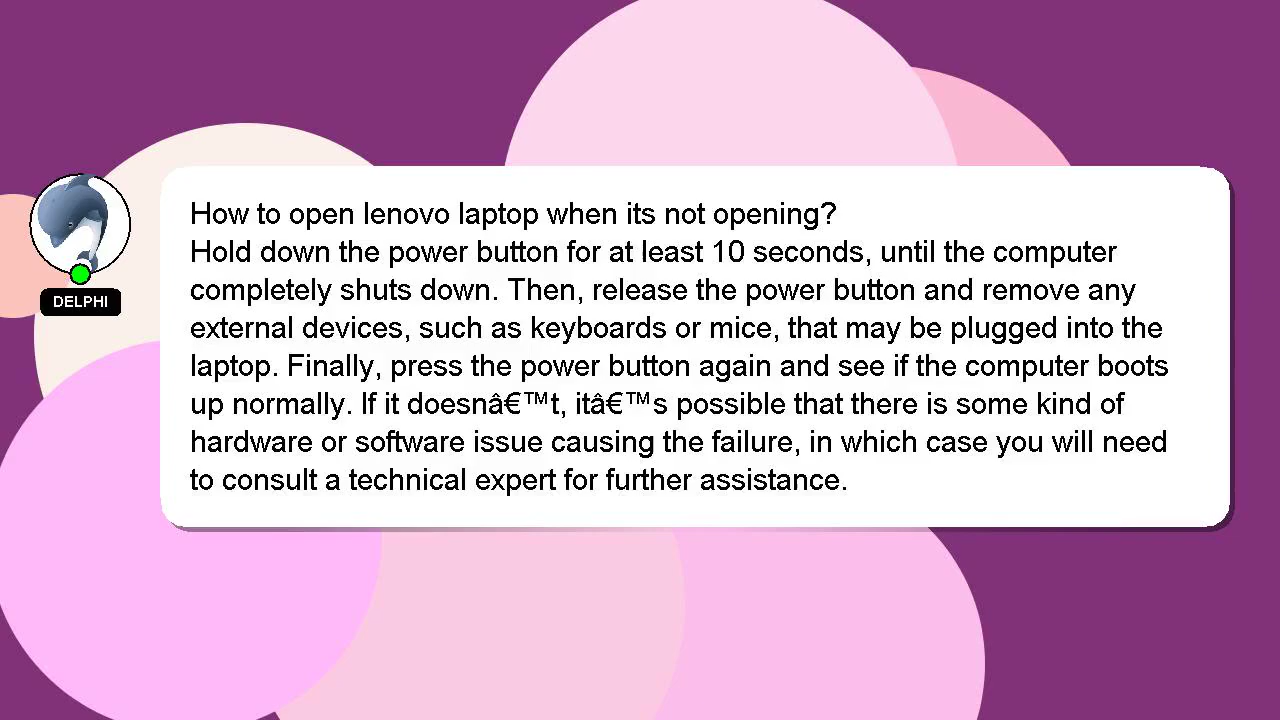 How to open lenovo laptop when its not opening?
Hold down the power button for at least 10 seconds, until the computer
completely shuts down. Then, release the power button and remove any
external devices, such as keyboards or mice, that may be plugged into the
laptop. Finally, press the power button again and see if the computer boots
up normally. If it doesnâ€™t, itâ€™s possible that there is some kind of
hardware or software issue causing the failure, in which case you will need
to consult a technical expert for further assistance.
DELPHI